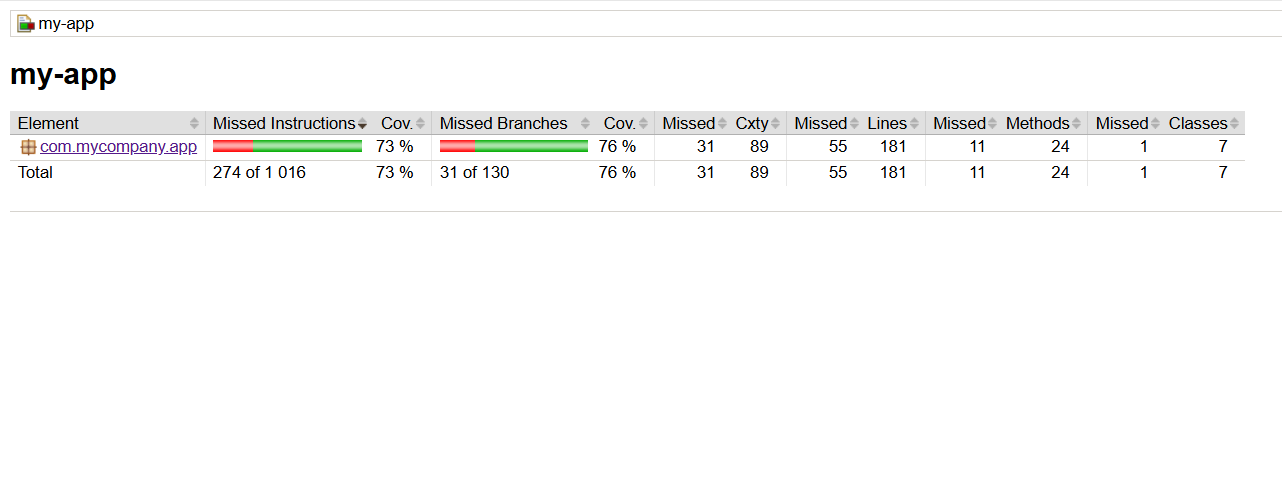 my-app
my-app
Element Missed Instructions Cov. Missed Branches Cov. Missed Cxty Missed Lines Missed Methods Missed Classes
com.mycompany.app 73 % 76 % 31 89 55 181 11 24 1 7
Total 274 of 1 016 73 % 31 of 130 76 % 31 89 55 181 11 24 1 7